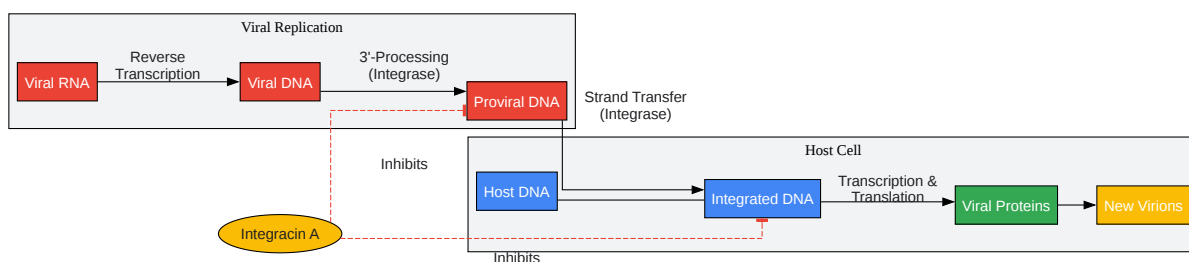 Viral Replication
Viral RNA
Reverse
Transcription
Viral DNA
3'-Processing
(Integrase)
Proviral DNA
Strand Transfer
(Integrase)
Inhibits
Host Cell
Host DNA
Integrated DNA
Transcription &
Translation
Viral Proteins
New Virions
Integracin A
Inhibits